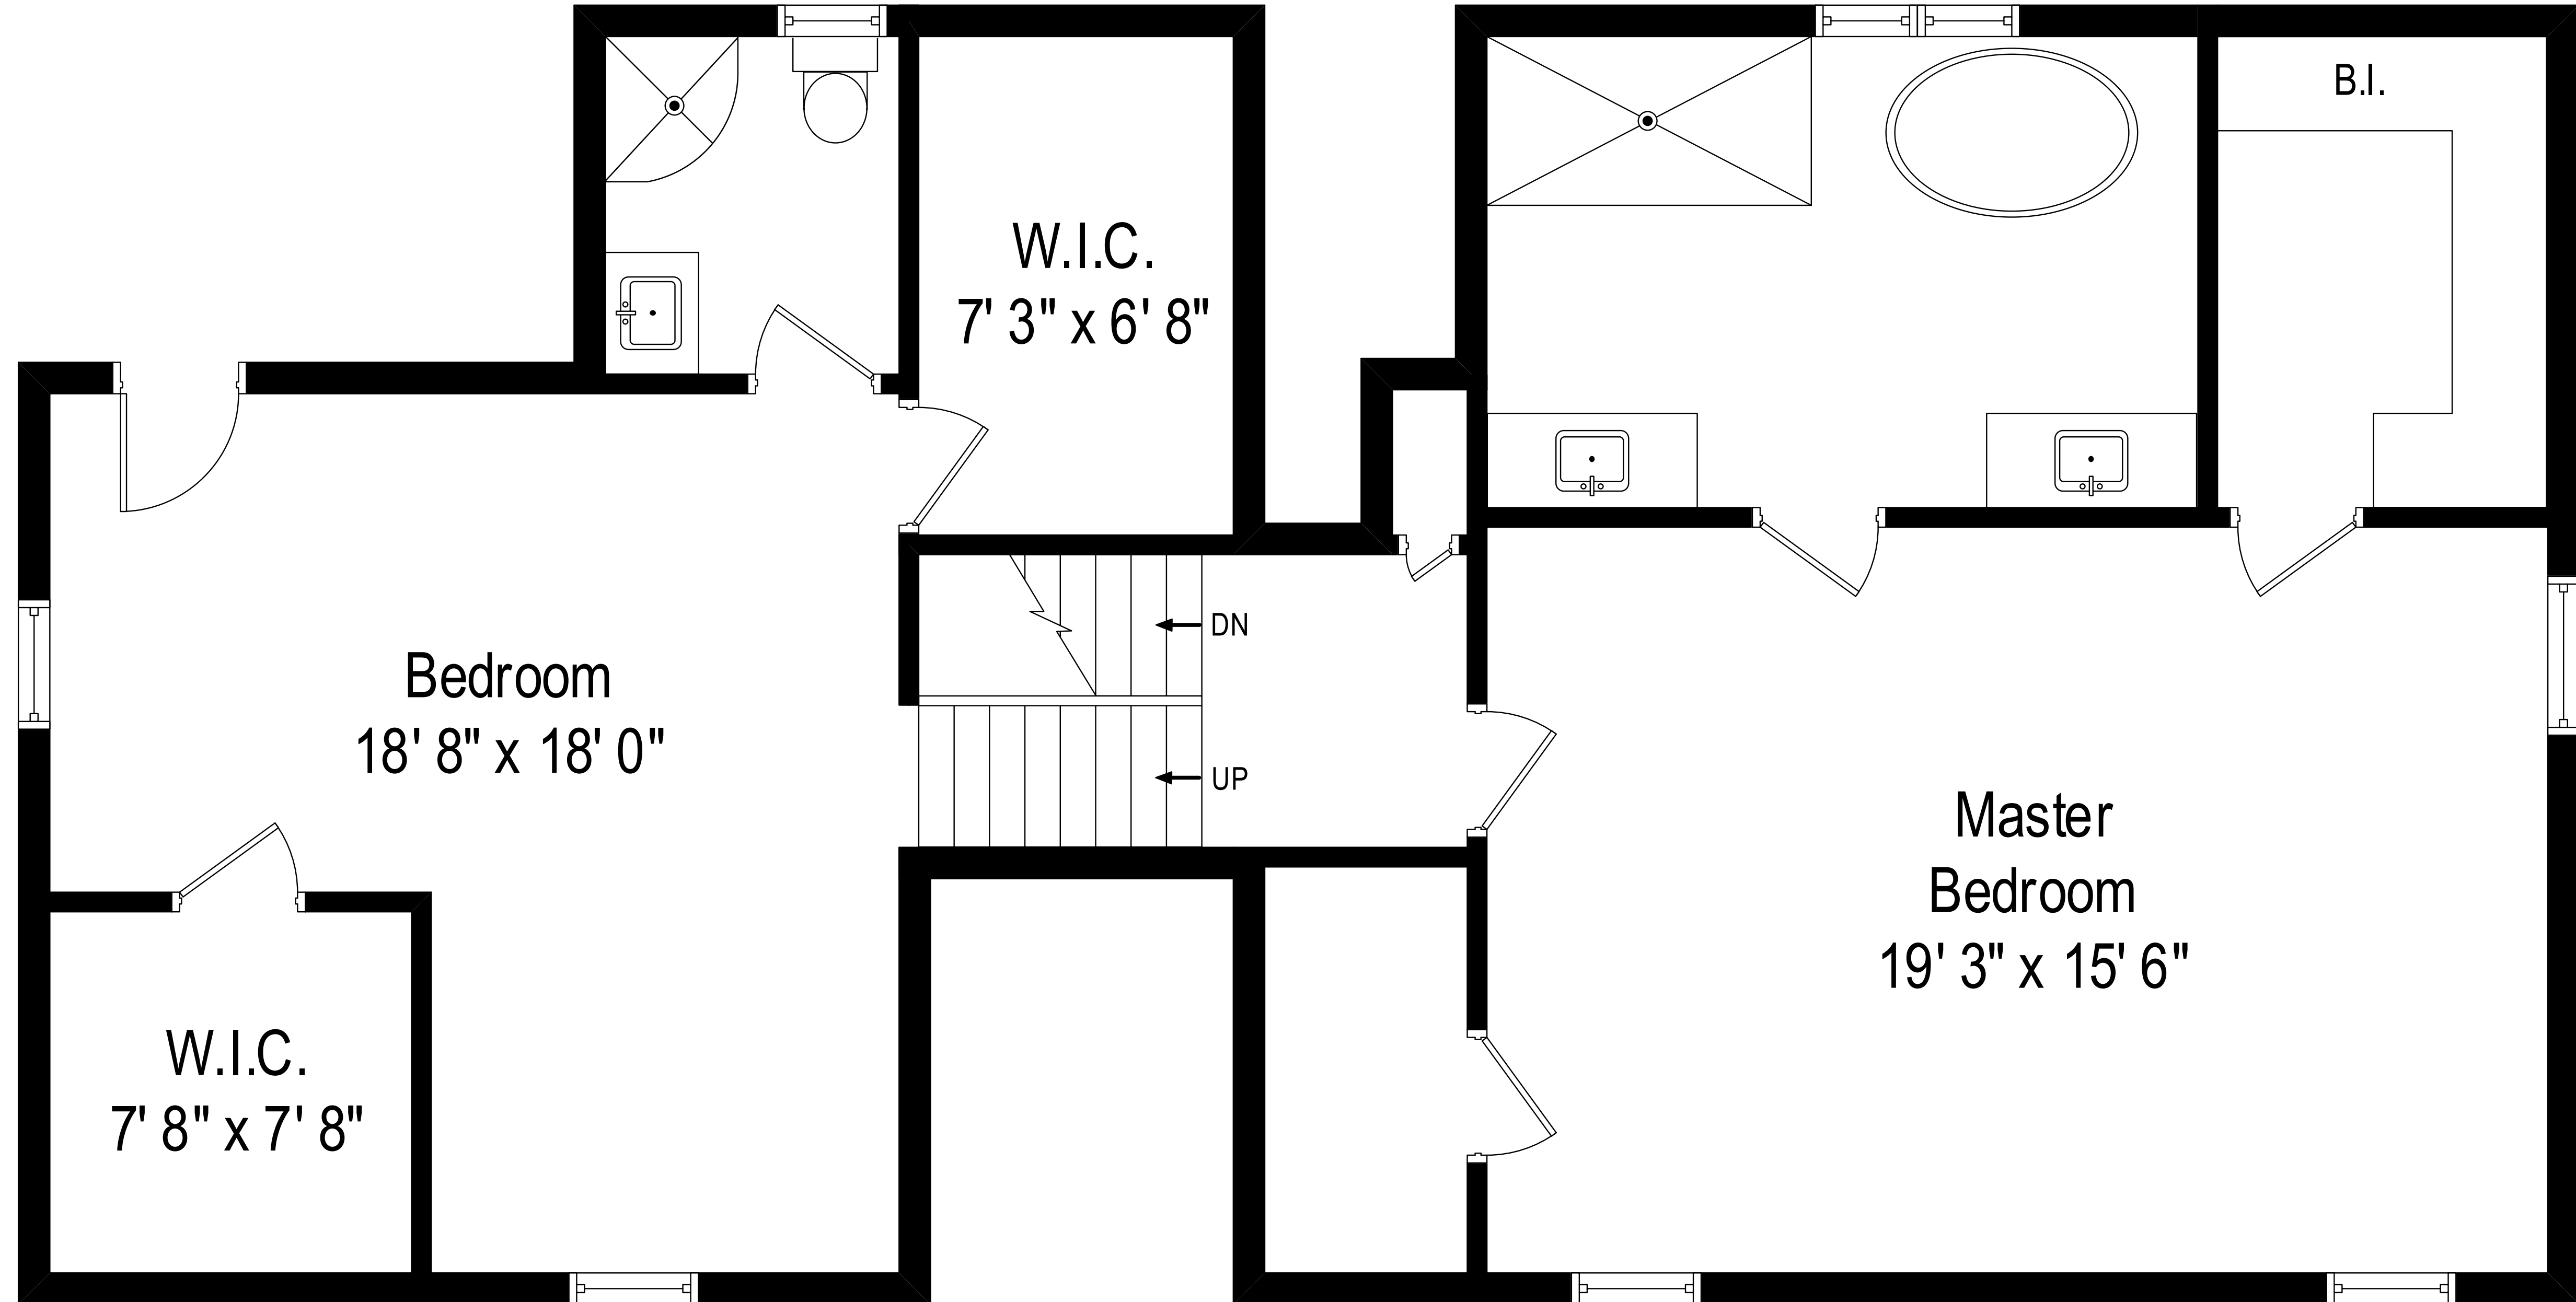 B.I.
W.I.C.
7' 3" x 6' 8"
DN
Bedroom
18' 8" x 18' 0"
UP
Master
Bedroom
19' 3" x 15' 6"
W.I.C.
7' 8" x 7' 8"